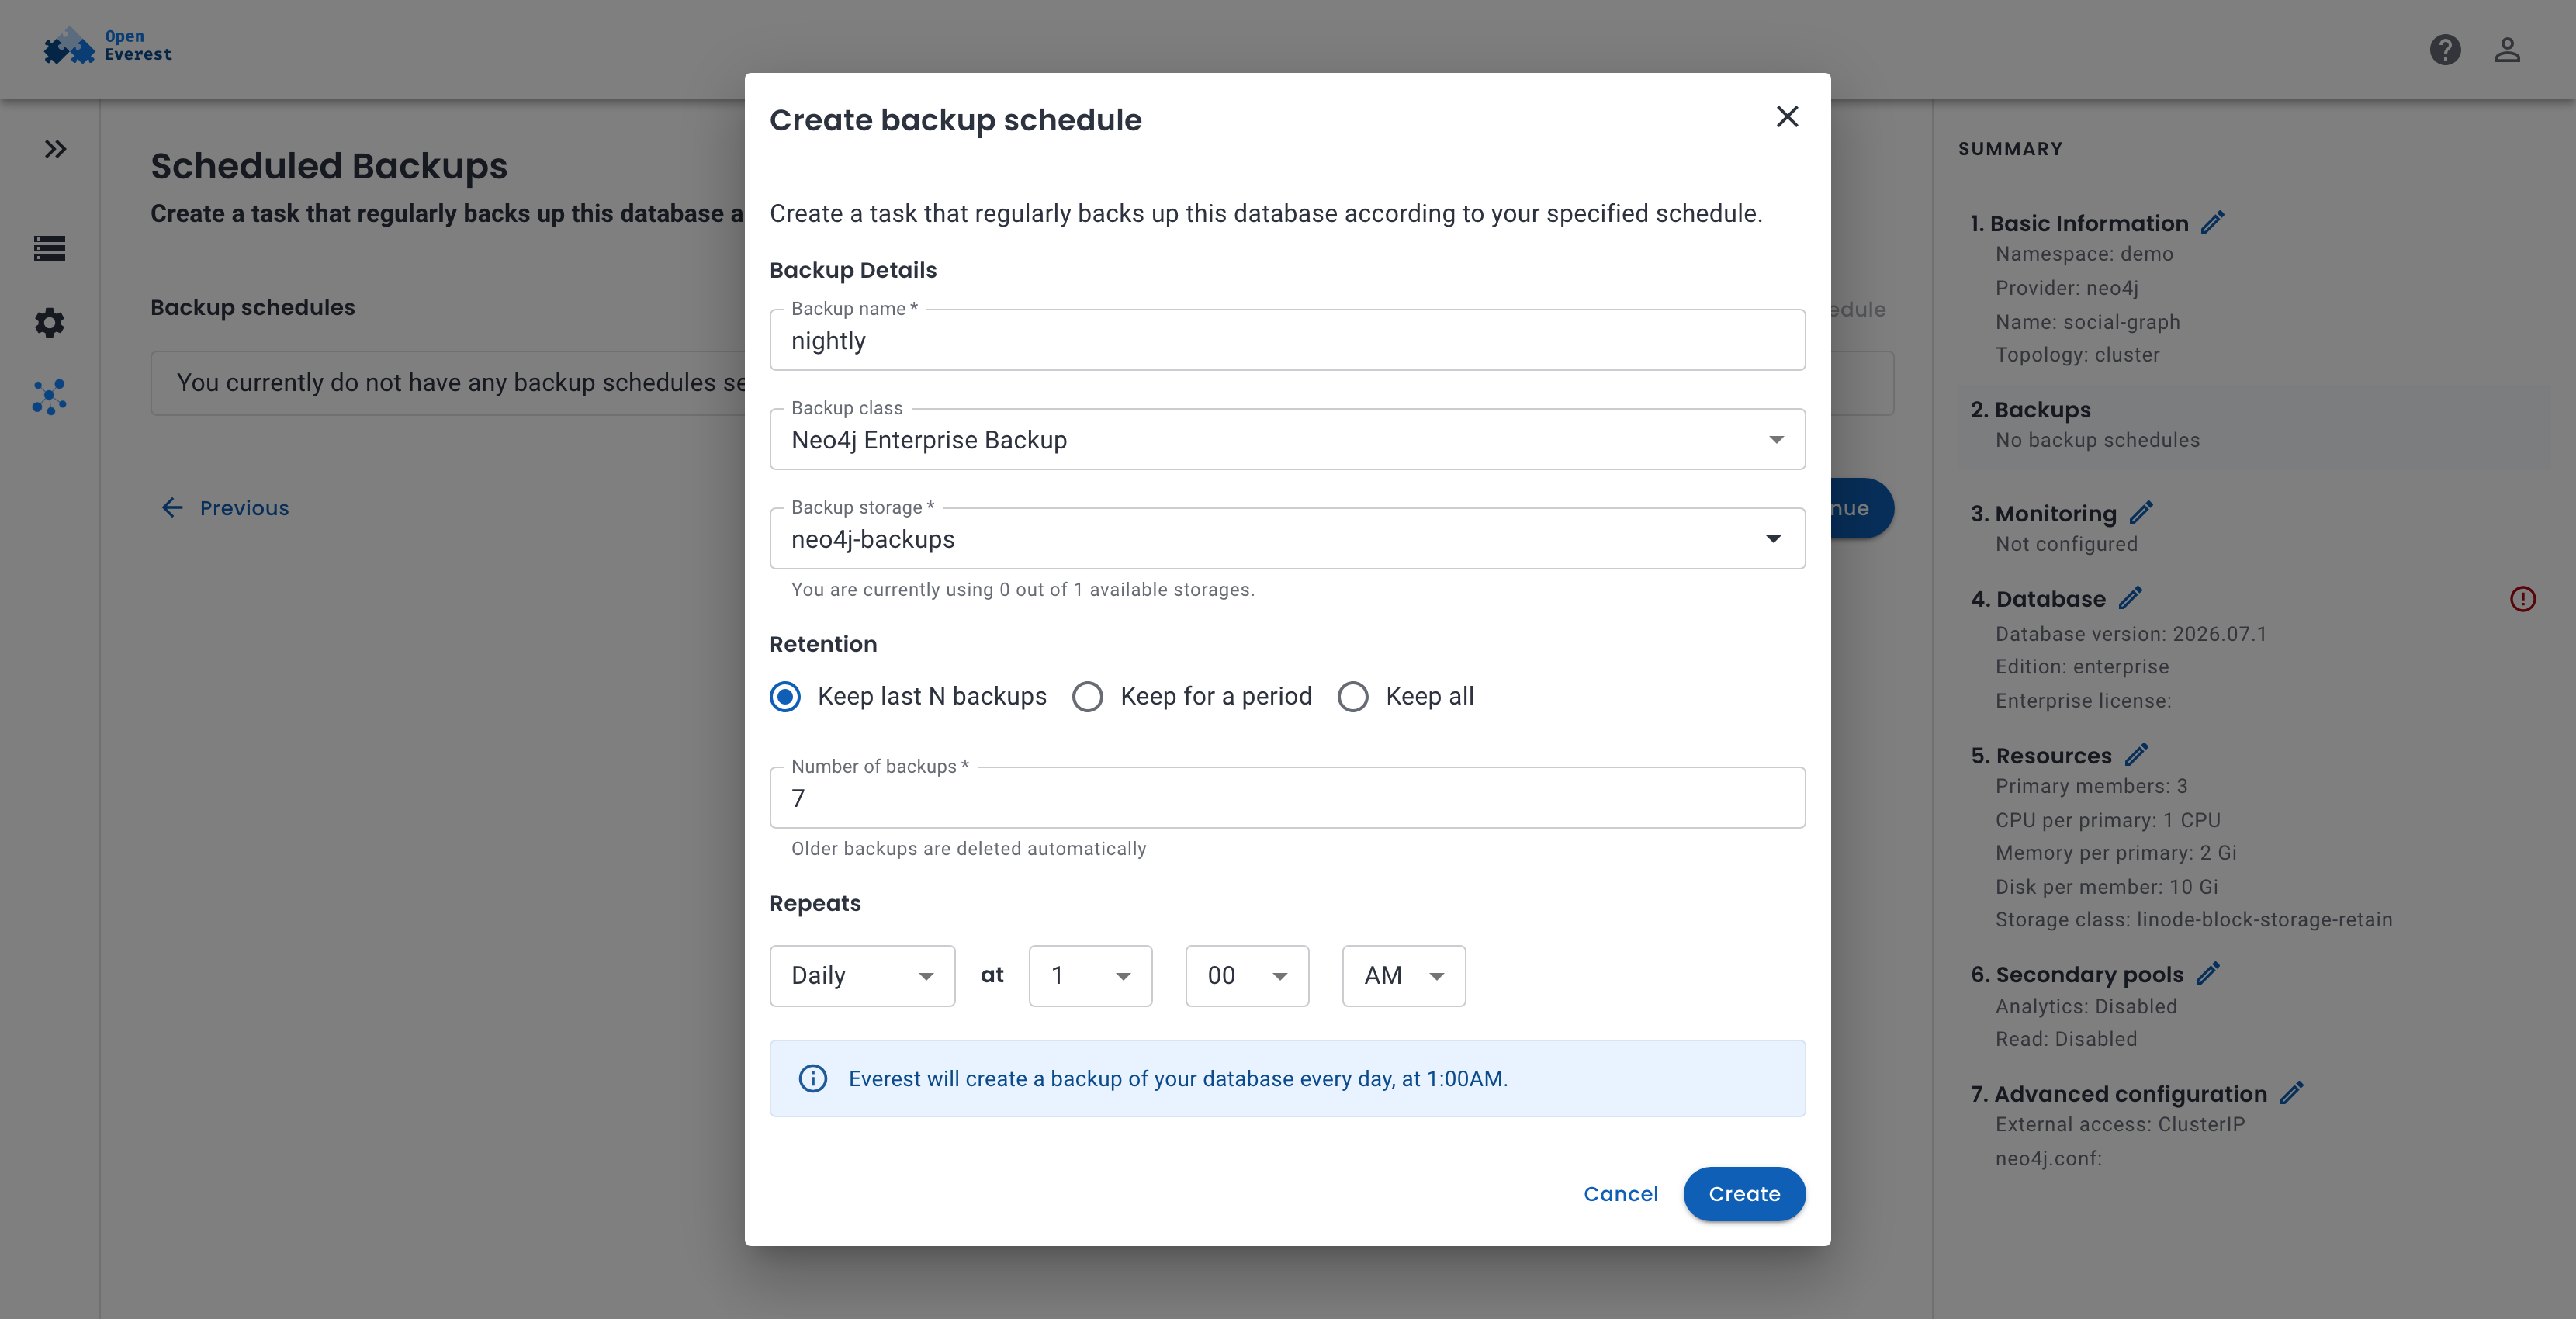 Open
Everest
Scheduled Backups
Create a task that regularly backs up this database a
Backup schedules
edule
You currently do not have any backup schedules se
Previous
nue
Create backup schedule
Create a task that regularly backs up this database according to your specified schedule.
Backup Details
Backup name *
nightly
Backup class
Neo4j Enterprise Backup
Backup storage *
neo4j-backups
You are currently using 0 out of 1 available storages.
Retention
Keep last N backups Keep for a period Keep all
Number of backups *
7
Older backups are deleted automatically
Repeats
Daily at 1 00 AM
Everest will create a backup of your database every day, at 1:00AM.
Cancel Create
SUMMARY
1. Basic Information
Namespace: demo
Provider: neo4j
Name: social-graph
Topology: cluster
2. Backups
No backup schedules
3. Monitoring
Not configured
4. Database
Database version: 2026.07.1
Edition: enterprise
Enterprise license:
5. Resources
Primary members: 3
CPU per primary: 1 CPU
Memory per primary: 2 Gi
Disk per member: 10 Gi
Storage class: linode-block-storage-retain
6. Secondary pools
Analytics: Disabled
Read: Disabled
7. Advanced configuration
External access: ClusterIP
neo4j.conf: